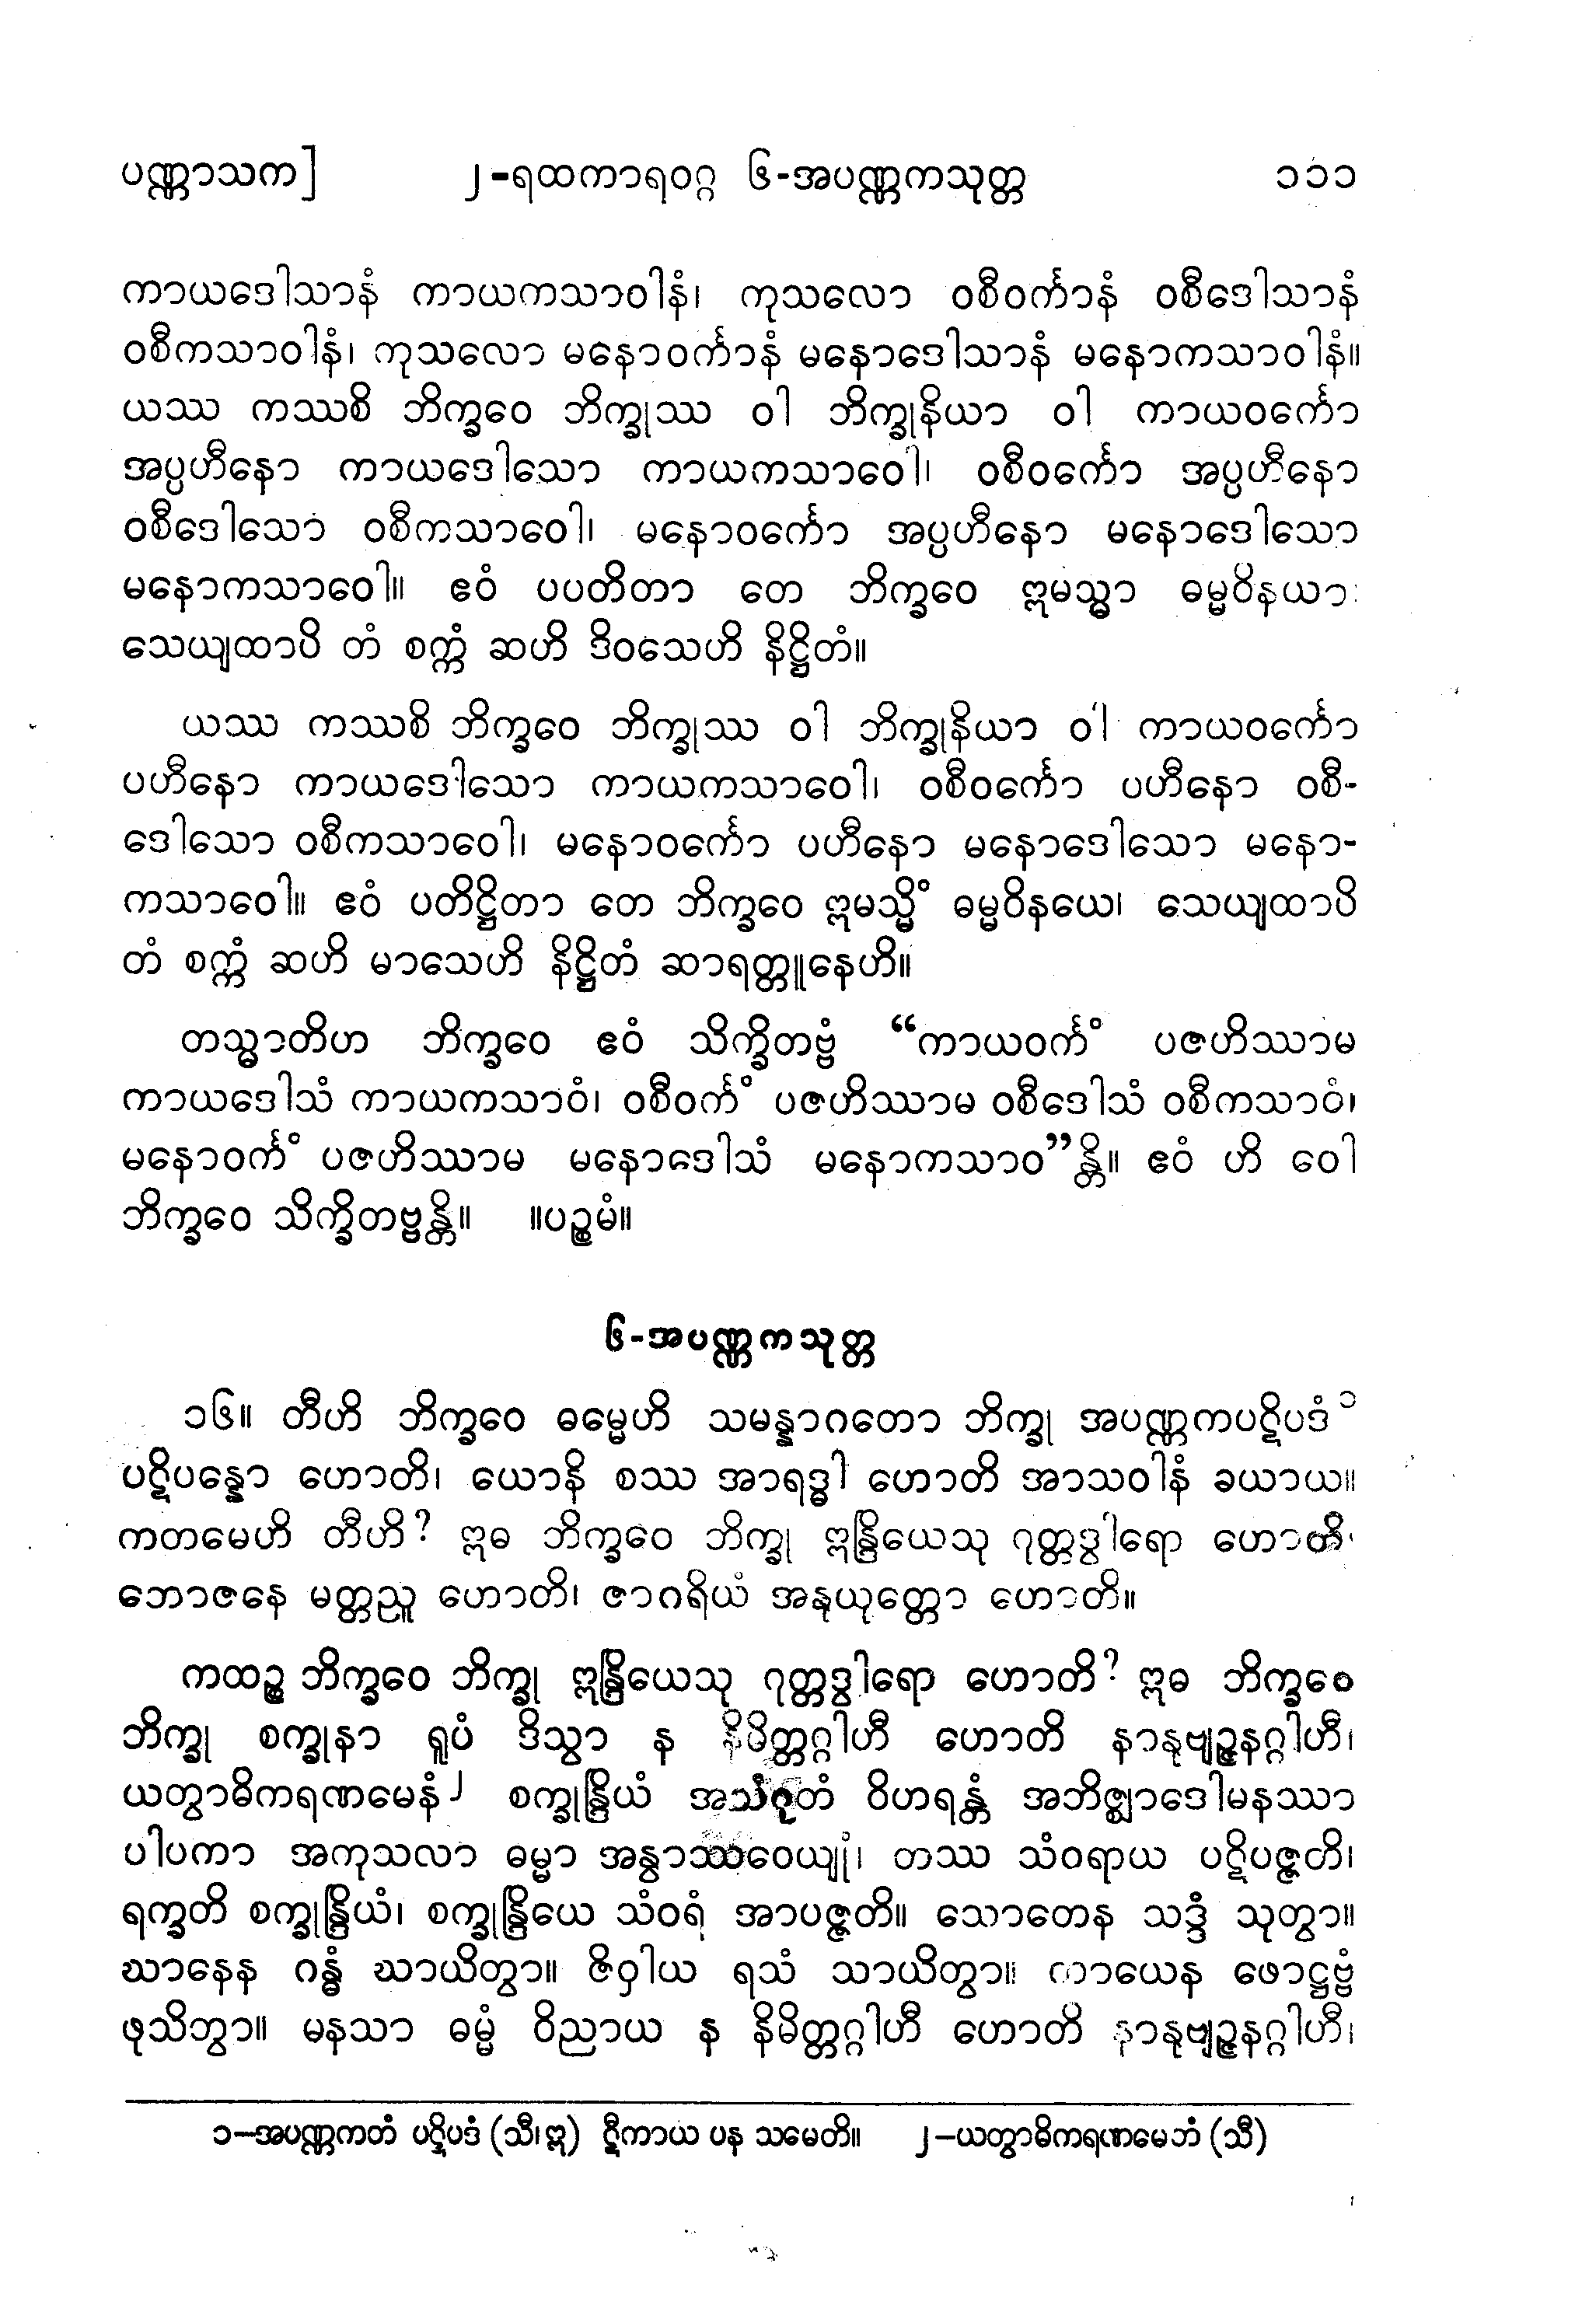 ပဏ္ဏာသက] ၂-ရထကာရဝဂ္ဂ ၆-အပဏ္ဏကသုတ္တ ၁၁၁
ကာယဒေါသာနံ ကာယကသာဝါနံ၊ ကုသလော ဝစီဝင်္ကာနံ ဝစီဒေါသာနံ
ဝစီကသာဝါနံ၊ ကုသလော မနောဝင်္ကာနံ မနောဒေါသာနံ မနောကသာဝါနံ။
ယဿ ကဿစိ ဘိက္ခဝေ ဘိက္ခုဿ ဝါ ဘိက္ခုနိယာ ဝါ ကာယဝင်္ကော
အပ္ပဟီနော ကာယဒေါသော ကာယကသာဝေါ၊ ဝစီဝင်္ကော အပ္ပဟီနော
ဝစီဒေါသော ဝစီကသာဝေါ၊ မနောဝင်္ကော အပ္ပဟီနော မနောဒေါသော
မနောကသာဝေါ။ ဧဝံ ပပတိတာ တေ ဘိက္ခဝေ ဣမသ္မာ ဓမ္မဝိနယာ
သေယျထာပိ တံ စက္ကံ ဆဟိ ဒိဝသေဟိ နိဋ္ဌိတံ။
ယဿ ကဿစိ ဘိက္ခဝေ ဘိက္ခုဿ ဝါ ဘိက္ခုနိယာ ဝါ ကာယဝင်္ကော
ပဟီနော ကာယဒေါသော ကာယကသာဝေါ၊ ဝစီဝင်္ကော ပဟီနော ဝစီ-
ဒေါသော ဝစီကသာဝေါ၊ မနောဝင်္ကော ပဟီနော မနောဒေါသော မနော-
ကသာဝေါ။ ဧဝံ ပတိဋ္ဌိတာ တေ ဘိက္ခဝေ ဣမသ္မိံ ဓမ္မဝိနယေ၊ သေယျထာပိ
တံ စက္ကံ ဆဟိ မာသေဟိ နိဋ္ဌိတံ ဆာရတ္တူနေဟိ။
တသ္မာတိဟ ဘိက္ခဝေ ဧဝံ သိက္ခိတဗ္ဗံ “ကာယဝင်္ကံ ပဇဟိဿာမ
ကာယဒေါသံ ကာယကသာဝံ၊ ဝစီဝင်္ကံ ပဇဟိဿာမ ဝစီဒေါသံ ဝစီကသာဝံ၊
မနောဝင်္ကံ ပဇဟိဿာမ မနောဒေါသံ မနောကသာဝ”န္တိ။ ဧဝံ ဟိ ဝေါ
ဘိက္ခဝေ သိက္ခိတဗ္ဗန္တိ။ ။ပဉ္စမံ။
၆-အပဏ္ဏကသုတ္တ
၁၆။ တီဟိ ဘိက္ခဝေ ဓမ္မေဟိ သမန္နာဂတော ဘိက္ခု အပဏ္ဏကပဋိပဒံ ၁
ပဋိပန္နော ဟောတိ၊ ယောနိ စဿ အာရဒ္ဓါ ဟောတိ အာသဝါနံ ခယာယ။
ကတမေဟိ တီဟိ? ဣဓ ဘိက္ခဝေ ဘိက္ခု ဣန္ဒြိယေသု ဂုတ္တဒွါရော ဟောတိ၊
ဘောဇနေ မတ္တညူ ဟောတိ၊ ဇာဂရိယံ အနုယုတ္တော ဟောတိ။
ကထဉ္စ ဘိက္ခဝေ ဘိက္ခု ဣန္ဒြိယေသု ဂုတ္တဒွါရော ဟောတိ? ဣဓ ဘိက္ခဝေ
ဘိက္ခု စက္ခုနာ ရူပံ ဒိသွာ န နိမိတ္တဂ္ဂါဟီ ဟောတိ နာနုဗျဉ္ဇနဂ္ဂါဟီ၊
ယတွာဓိကရဏမေနံ ၂ စက္ခုန္ဒြိယံ အသံဝုတံ ဝိဟရန္တံ အဘိဇ္ဈာဒေါမနဿာ
ပါပကာ အကုသလာ ဓမ္မာ အနွာဿဝေယျုံ၊ တဿ သံဝရာယ ပဋိပဇ္ဇတိ၊
ရက္ခတိ စက္ခုန္ဒြိယံ၊ စက္ခုန္ဒြိယေ သံဝရံ အာပဇ္ဇတိ။ သောတေန သဒ္ဒံ သုတွာ။
ဃာနေန ဂန္ဓံ ဃာယိတွာ။ ဇိဝှါယ ရသံ သာယိတွာ။ ကာယေန ဖောဋ္ဌဗ္ဗံ
ဖုသိတွာ။ မနသာ ဓမ္မံ ဝိညာယ န နိမိတ္တဂ္ဂါဟီ ဟောတိ နာနုဗျဉ္ဇနဂ္ဂါဟီ၊
၁—အပဏ္ဏကတံ ပဋိပဒံ (သီ၊ ဣ) ဋီကာယ ပန သမေတိ။ ၂—ယတွာဓိကရဏမေဘံ (သီ)